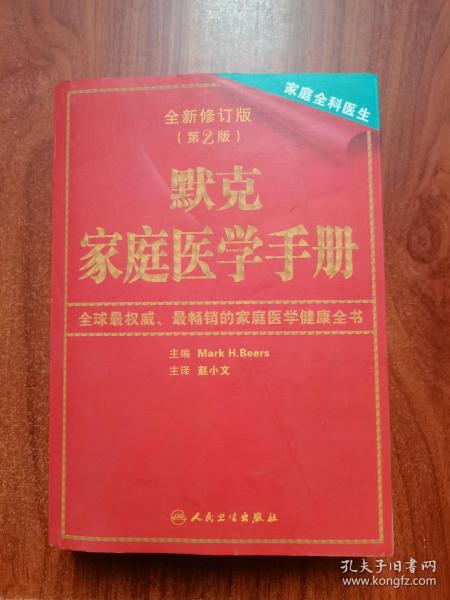 家庭全科医生
全新修订版
(第2版)
默克
家庭医学手册
全球最权威、最畅销的家庭医学健康全书
主编 Mark H.Beers
主译 赵小文
人民卫生出版社
孔夫子旧书网
www.kongfz.com